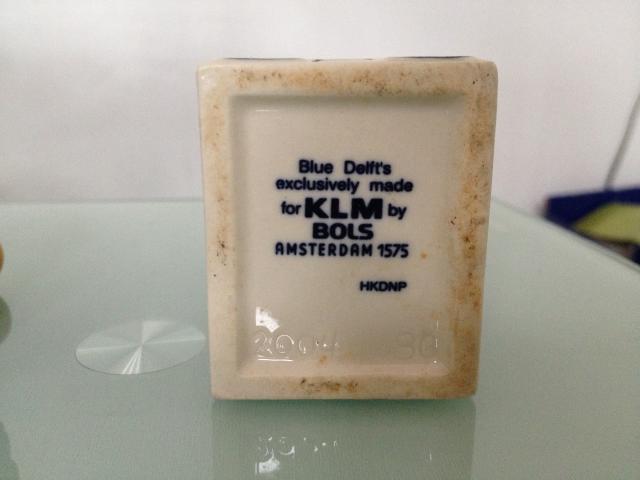 Blue Delft's
exclusively made
for KLM by
BOLS
AMSTERDAM 1575
HKDNP